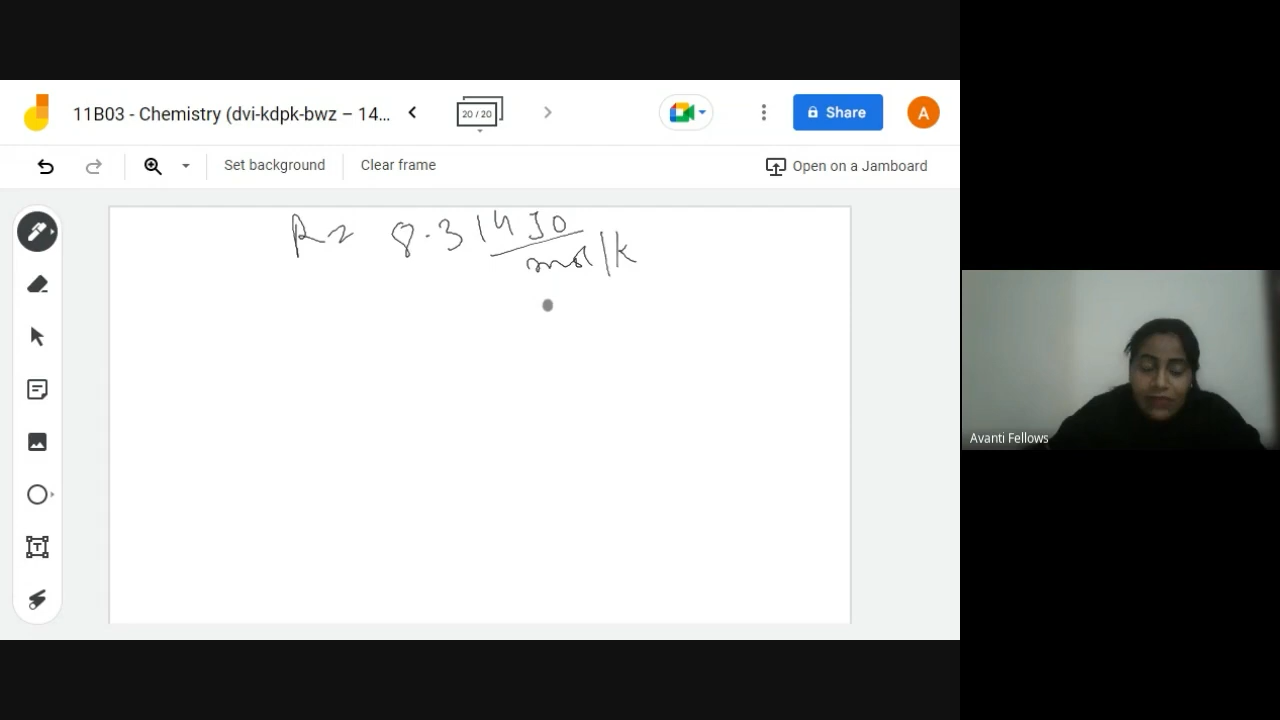 11B03 - Chemistry (dvi-kdpk-bwz – 14...
20 / 20
Share
A
Set background
Clear frame
Open on a Jamboard
R = 8.314 J
mol/k
T
Avanti Fellows